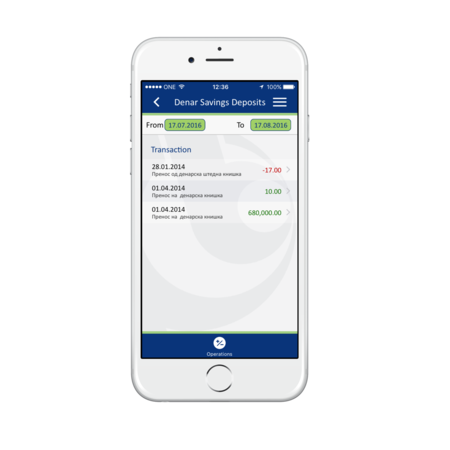 ONE 12:36 100%
Denar Savings Deposits
From 17.07.2016 To 17.08.2016
Transaction
28.01.2014
Пренос од денарска штедна книшка
-17.00
01.04.2014
Пренос на денарска книшка
10.00
01.04.2014
Пренос на денарска книшка
680,000.00
Operations